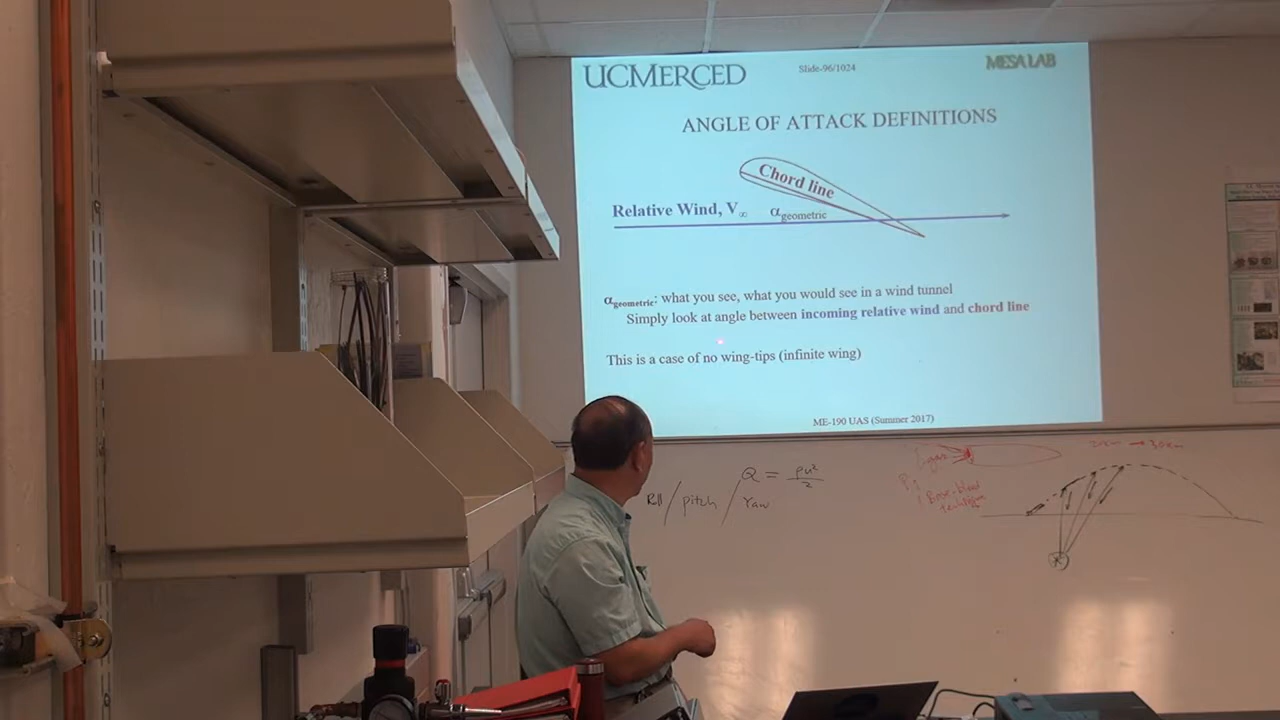 UCMERCED
Slide-96/1024
MESA LAB
ANGLE OF ATTACK DEFINITIONS
Chord line
Relative Wind, V∞
αgeometric
αgeometric: what you see, what you would see in a wind tunnel
Simply look at angle between incoming relative wind and chord line
This is a case of no wing-tips (infinite wing)
ME-190 UAS (Summer 2017)
Q = ρu²/2
Roll / pitch / Yaw